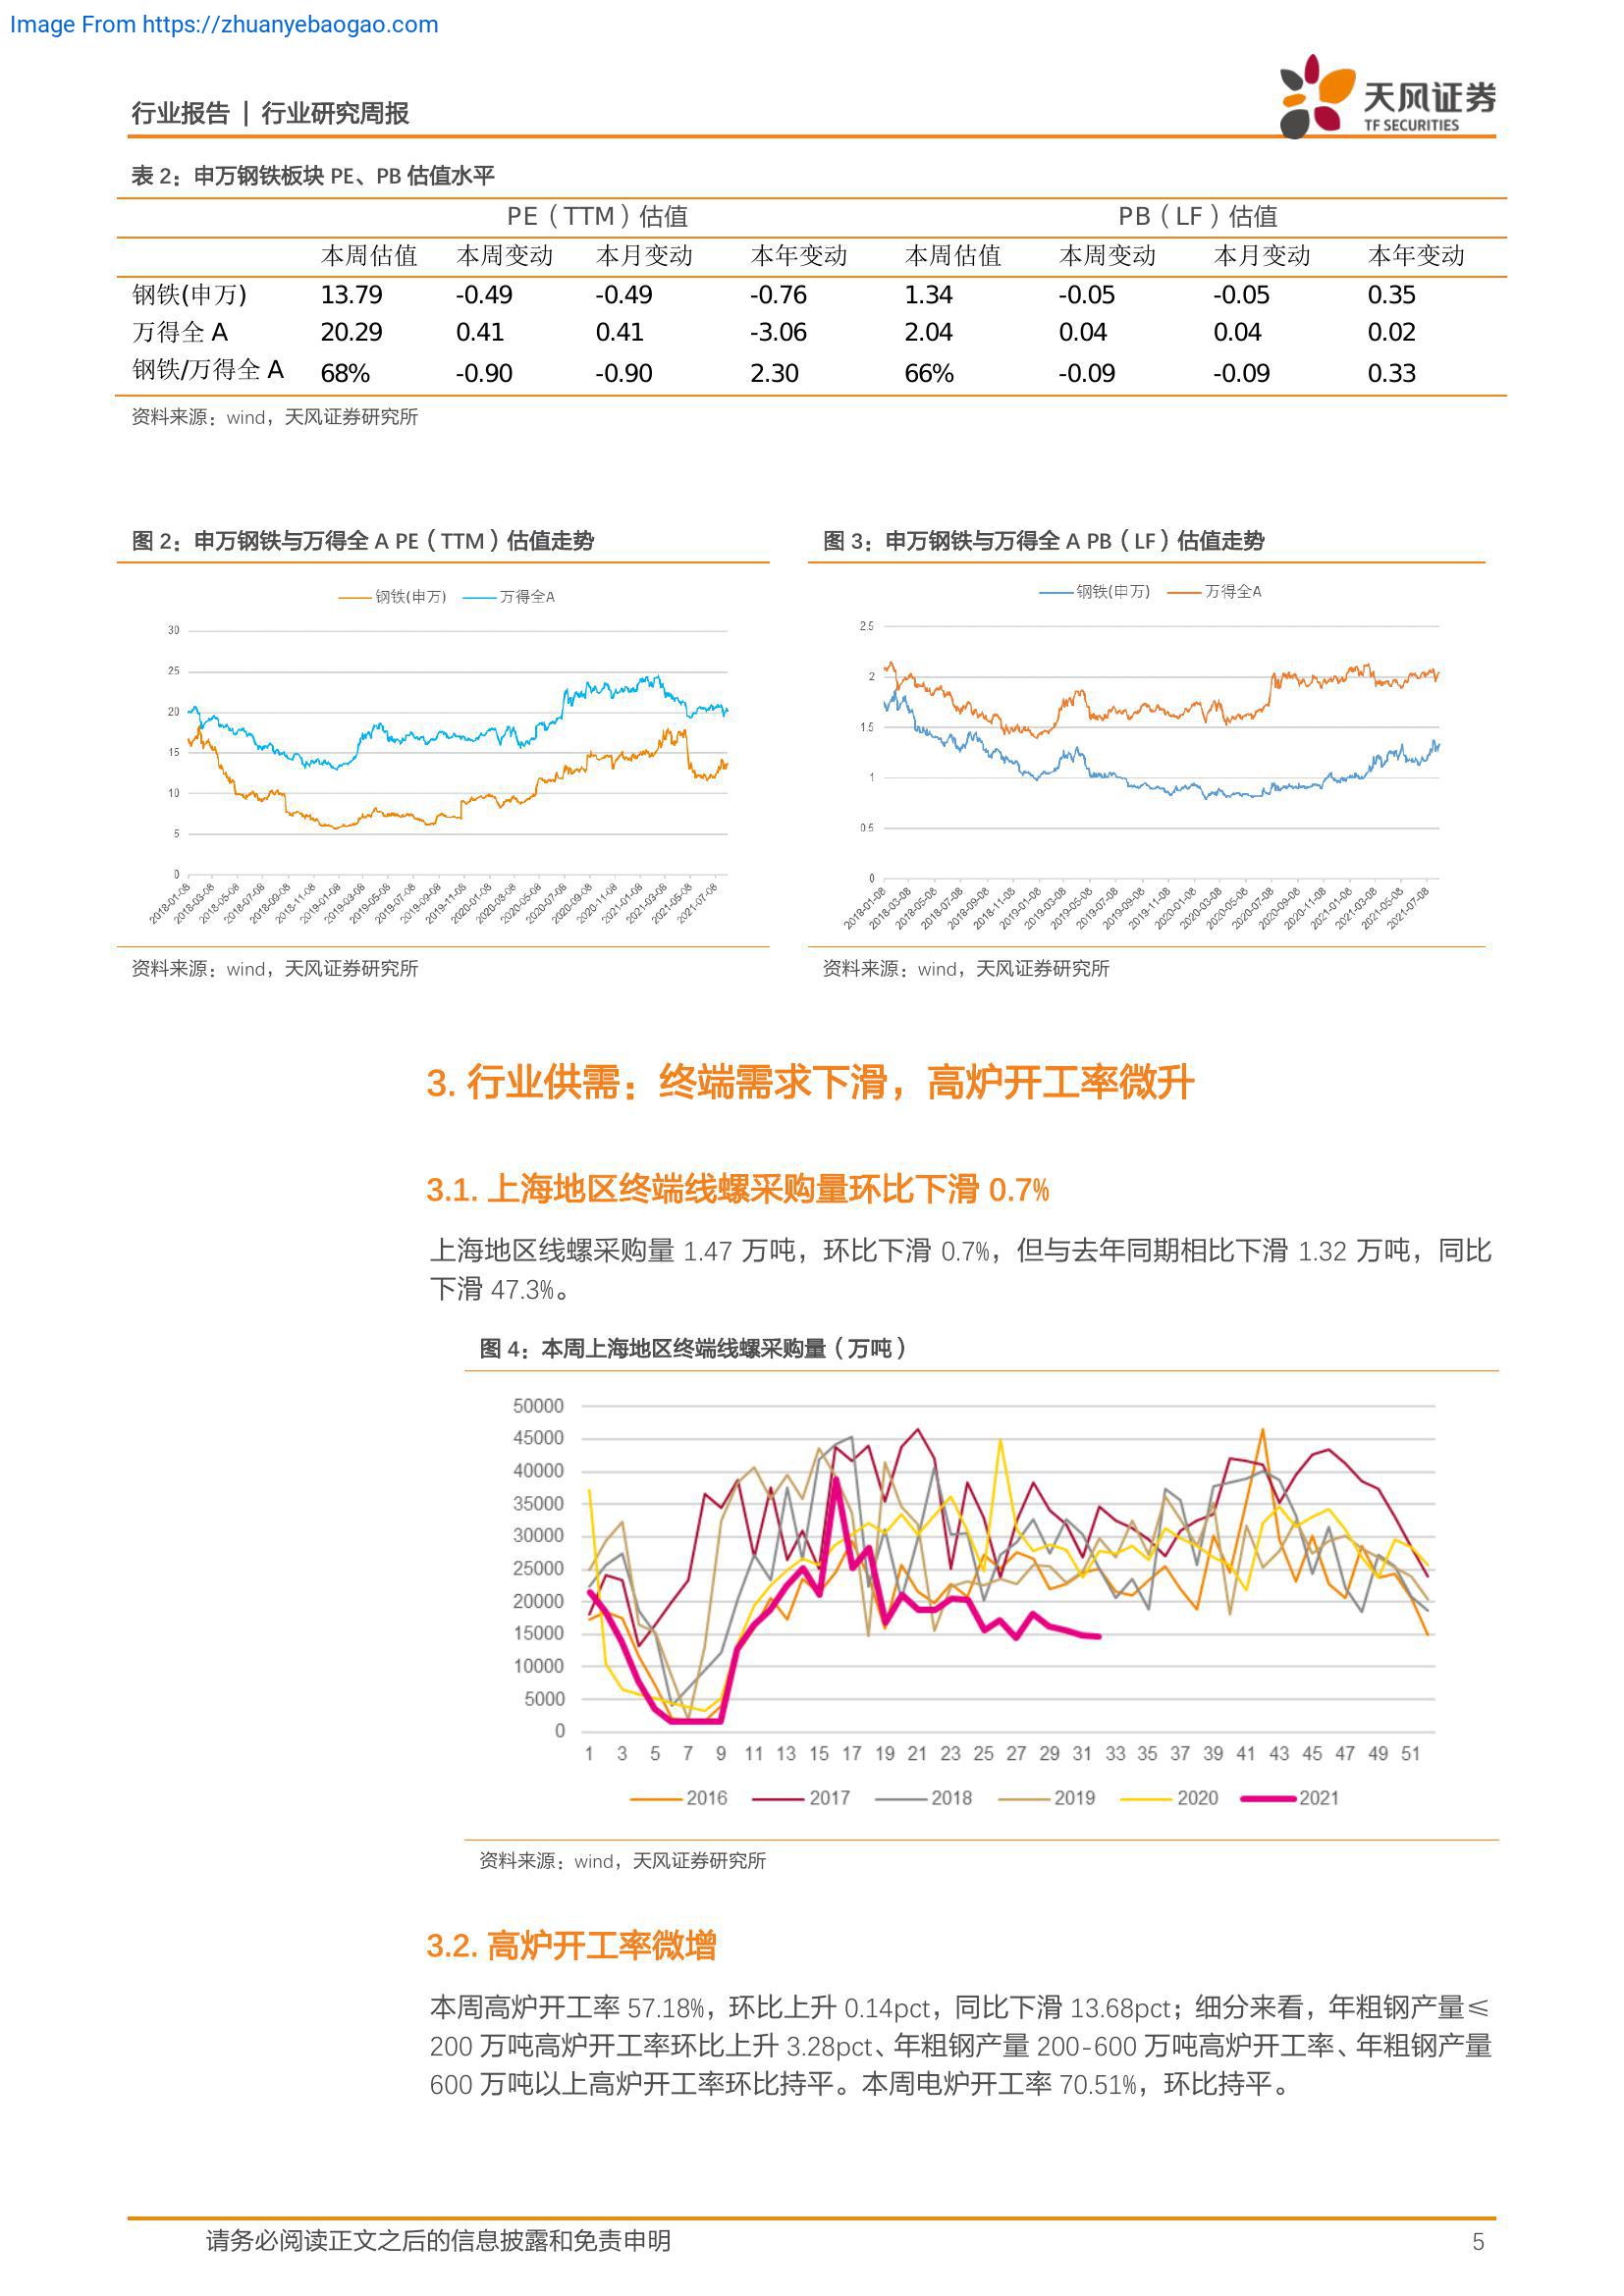 Image From https://zhuanyebaogao.com
行业报告 | 行业研究周报
天风证券
TF SECURITIES
表 2：申万钢铁板块 PE、PB 估值水平
PE（TTM）估值 PB（LF）估值
本周估值 本周变动 本月变动 本年变动 本周估值 本周变动 本月变动 本年变动
钢铁(申万) 13.79 -0.49 -0.49 -0.76 1.34 -0.05 -0.05 0.35
万得全 A 20.29 0.41 0.41 -3.06 2.04 0.04 0.04 0.02
钢铁/万得全 A 68% -0.90 -0.90 2.30 66% -0.09 -0.09 0.33
资料来源：wind，天风证券研究所
图 2：申万钢铁与万得全 A PE（TTM）估值走势
钢铁(申万) 万得全A
30
25
20
15
10
5
0
2018-01-08 2018-03-08 2018-05-08 2018-07-08 2018-09-08 2018-11-08 2019-01-08 2019-03-08 2019-05-08 2019-07-08 2019-09-08 2019-11-08 2020-01-08 2020-03-08 2020-05-08 2020-07-08 2020-09-08 2020-11-08 2021-01-08 2021-03-08 2021-05-08 2021-07-08
资料来源：wind，天风证券研究所
图 3：申万钢铁与万得全 A PB（LF）估值走势
钢铁(申万) 万得全A
2.5
2
1.5
1
0.5
0
2018-01-08 2018-03-08 2018-05-08 2018-07-08 2018-09-08 2018-11-08 2019-01-08 2019-03-08 2019-05-08 2019-07-08 2019-09-08 2019-11-08 2020-01-08 2020-03-08 2020-05-08 2020-07-08 2020-09-08 2020-11-08 2021-01-08 2021-03-08 2021-05-08 2021-07-08
资料来源：wind，天风证券研究所
3. 行业供需：终端需求下滑，高炉开工率微升
3.1. 上海地区终端线螺采购量环比下滑 0.7%
上海地区线螺采购量 1.47 万吨，环比下滑 0.7%，但与去年同期相比下滑 1.32 万吨，同比
下滑 47.3%。
图 4：本周上海地区终端线螺采购量（万吨）
50000
45000
40000
35000
30000
25000
20000
15000
10000
5000
0
1 3 5 7 9 11 13 15 17 19 21 23 25 27 29 31 33 35 37 39 41 43 45 47 49 51
2016 2017 2018 2019 2020 2021
资料来源：wind，天风证券研究所
3.2. 高炉开工率微增
本周高炉开工率 57.18%，环比上升 0.14pct，同比下滑 13.68pct；细分来看，年粗钢产量≤
200 万吨高炉开工率环比上升 3.28pct、年粗钢产量 200-600 万吨高炉开工率、年粗钢产量
600 万吨以上高炉开工率环比持平。本周电炉开工率 70.51%，环比持平。
请务必阅读正文之后的信息披露和免责申明 5